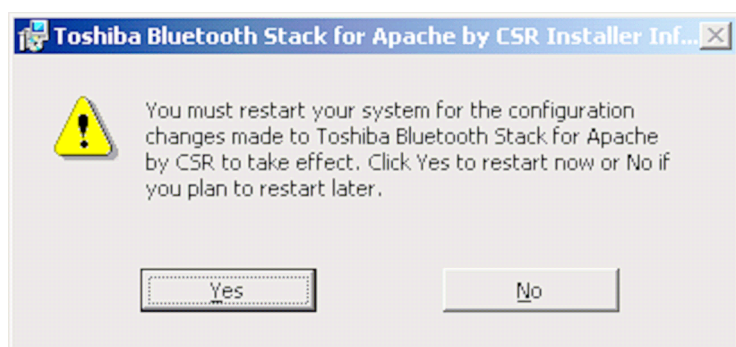 Toshiba Bluetooth Stack for Apache by CSR Installer Inf...
You must restart your system for the configuration
changes made to Toshiba Bluetooth Stack for Apache
by CSR to take effect. Click Yes to restart now or No if
you plan to restart later.
Yes
No